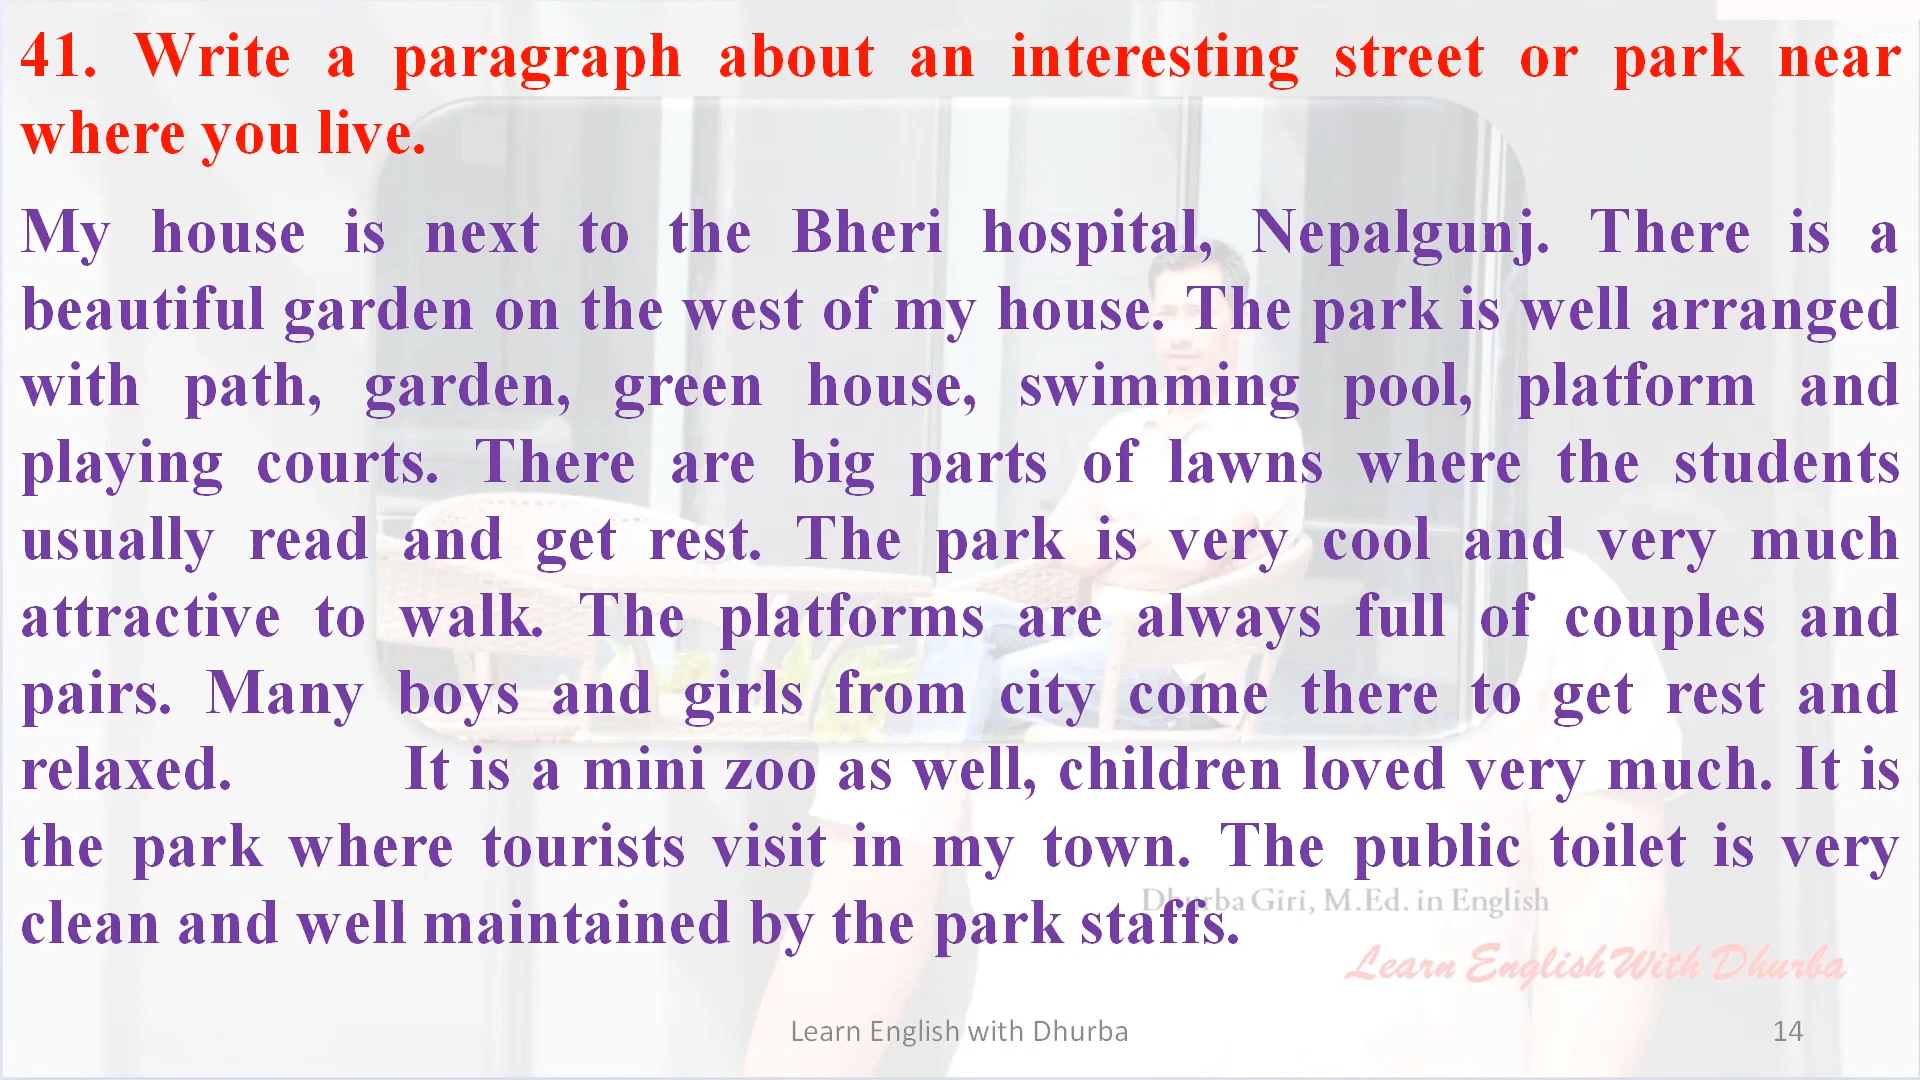 41. Write a paragraph about an interesting street or park near
where you live.
My house is next to the Bheri hospital, Nepalgunj. There is a
beautiful garden on the west of my house. The park is well arranged
with path, garden, green house, swimming pool, platform and
playing courts. There are big parts of lawns where the students
usually read and get rest. The park is very cool and very much
attractive to walk. The platforms are always full of couples and
pairs. Many boys and girls from city come there to get rest and
relaxed. It is a mini zoo as well, children loved very much. It is
the park where tourists visit in my town. The public toilet is very
clean and well maintained by the park staffs.
Dhurba Giri, M.Ed. in English
Learn English With Dhurba
Learn English with Dhurba
14